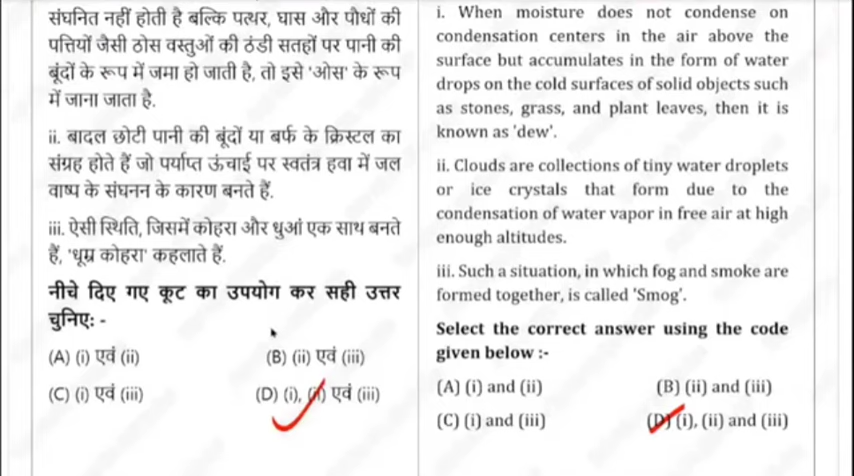 संघनित नहीं होती है बल्कि पत्थर, घास और पौधों की
पत्तियों जैसी ठोस वस्तुओं की ठंडी सतहों पर पानी की
बूंदों के रूप में जमा हो जाती है, तो इसे 'ओस' के रूप
में जाना जाता है.
ii. बादल छोटी पानी की बूंदों या बर्फ के क्रिस्टल का
संग्रह होते हैं जो पर्याप्त ऊंचाई पर स्वतंत्र हवा में जल
वाष्प के संघनन के कारण बनते हैं.
iii. ऐसी स्थिति, जिसमें कोहरा और धुआं एक साथ बनते
हैं, 'धूम्र कोहरा' कहलाते हैं.
नीचे दिए गए कूट का उपयोग कर सही उत्तर
चुनिए: -
(A) (i) एवं (ii) (B) (ii) एवं (iii)
(C) (i) एवं (iii) (D) (i), (ii) एवं (iii)
i. When moisture does not condense on
condensation centers in the air above the
surface but accumulates in the form of water
drops on the cold surfaces of solid objects such
as stones, grass, and plant leaves, then it is
known as 'dew'.
ii. Clouds are collections of tiny water droplets
or ice crystals that form due to the
condensation of water vapor in free air at high
enough altitudes.
iii. Such a situation, in which fog and smoke are
formed together, is called 'Smog'.
Select the correct answer using the code
given below :-
(A) (i) and (ii) (B) (ii) and (iii)
(C) (i) and (iii) (D) (i), (ii) and (iii)